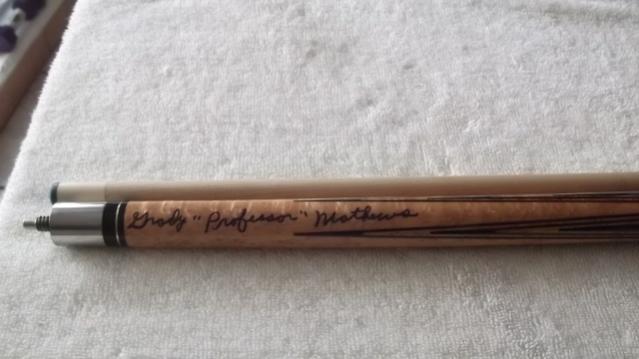 Grady "Professor" Mathews